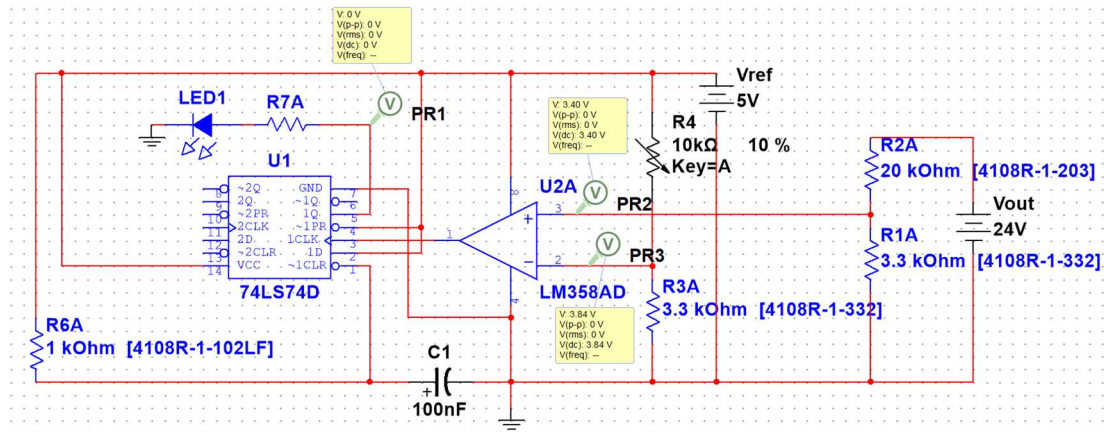 V: 0 V
V(p-p): 0 V
V(rms): 0 V
V(dc): 0 V
V(freq): --
PR1
LED1
R7A
U1
~2Q
2Q
~2PR
2CLK
2D
~2CLR
VCC
8
9
10
11
12
13
14
GND
~1Q
1Q
~1PR
1CLK
1D
~1CLR
7
6
5
4
3
2
1
74LS74D
V: 3.40 V
V(p-p): 0 V
V(rms): 0 V
V(dc): 3.40 V
V(freq): --
PR2
U2A
8
3
1
2
4
+
−
LM358AD
PR3
V: 3.84 V
V(p-p): 0 V
V(rms): 0 V
V(dc): 3.84 V
V(freq): --
Vref
5V
R4
10kΩ
Key=A
10 %
R2A
20 kOhm [4108R-1-203]
Vout
24V
R1A
3.3 kOhm [4108R-1-332]
R3A
3.3 kOhm [4108R-1-332]
R6A
1 kOhm [4108R-1-102LF]
C1
+
100nF